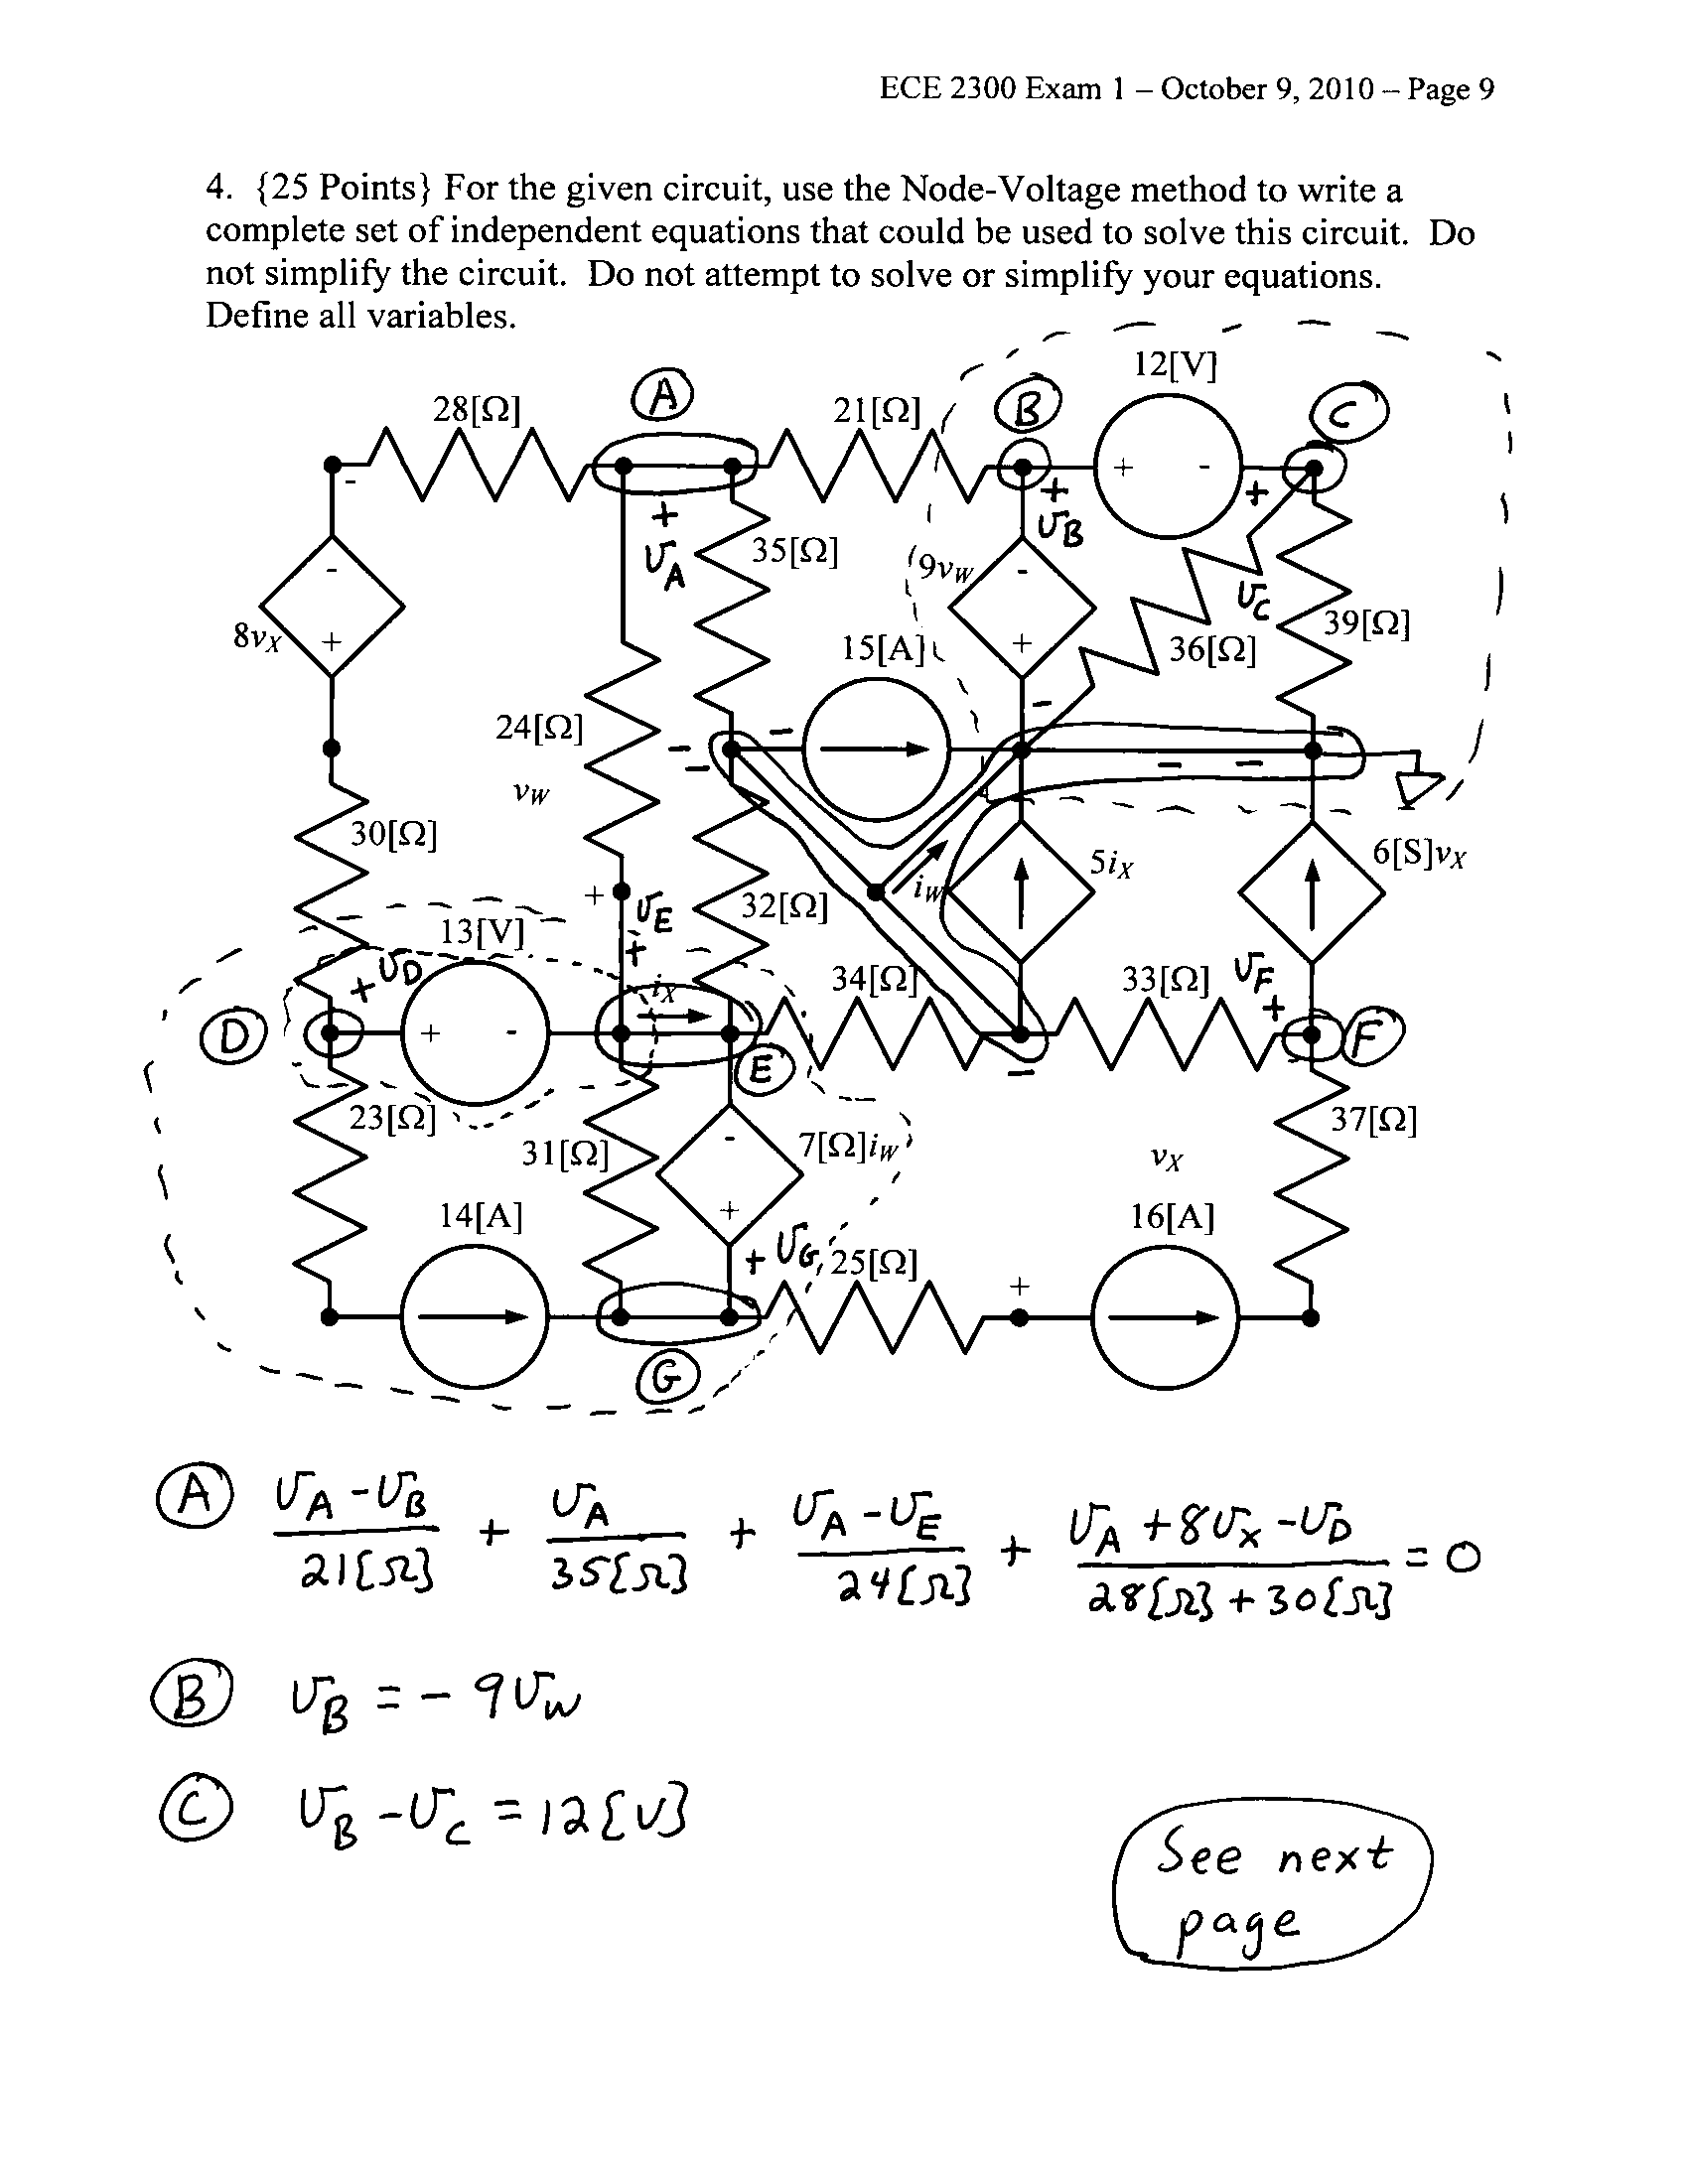 ECE 2300 Exam 1 – October 9, 2010 – Page 9
4. {25 Points} For the given circuit, use the Node-Voltage method to write a
complete set of independent equations that could be used to solve this circuit. Do
not simplify the circuit. Do not attempt to solve or simplify your equations.
Define all variables.
12[V]
28[Ω] A 21[Ω] B C
+ -
- + + +
v_A 35[Ω] v_B
- 9v_W - v_C
8v_X + 15[A] + 36[Ω] 39[Ω]
24[Ω] - - -
- - -
v_W
30[Ω] i_W 5i_X 6[S]v_X
+ v_E 32[Ω]
13[V] +
+ v_D i_X 34[Ω] 33[Ω] v_F
+
D + - E - F
23[Ω] 31[Ω] - 7[Ω]i_W v_X 37[Ω]
14[A] + 16[A]
+ v_G 25[Ω] +
G
A (v_A - v_B)/21[Ω] + v_A/35[Ω] + (v_A - v_E)/24[Ω] + (v_A + 8v_x - v_D)/(28[Ω] + 30[Ω]) = 0
B v_B = - 9v_w
C v_B - v_C = 12[V]
See next
page